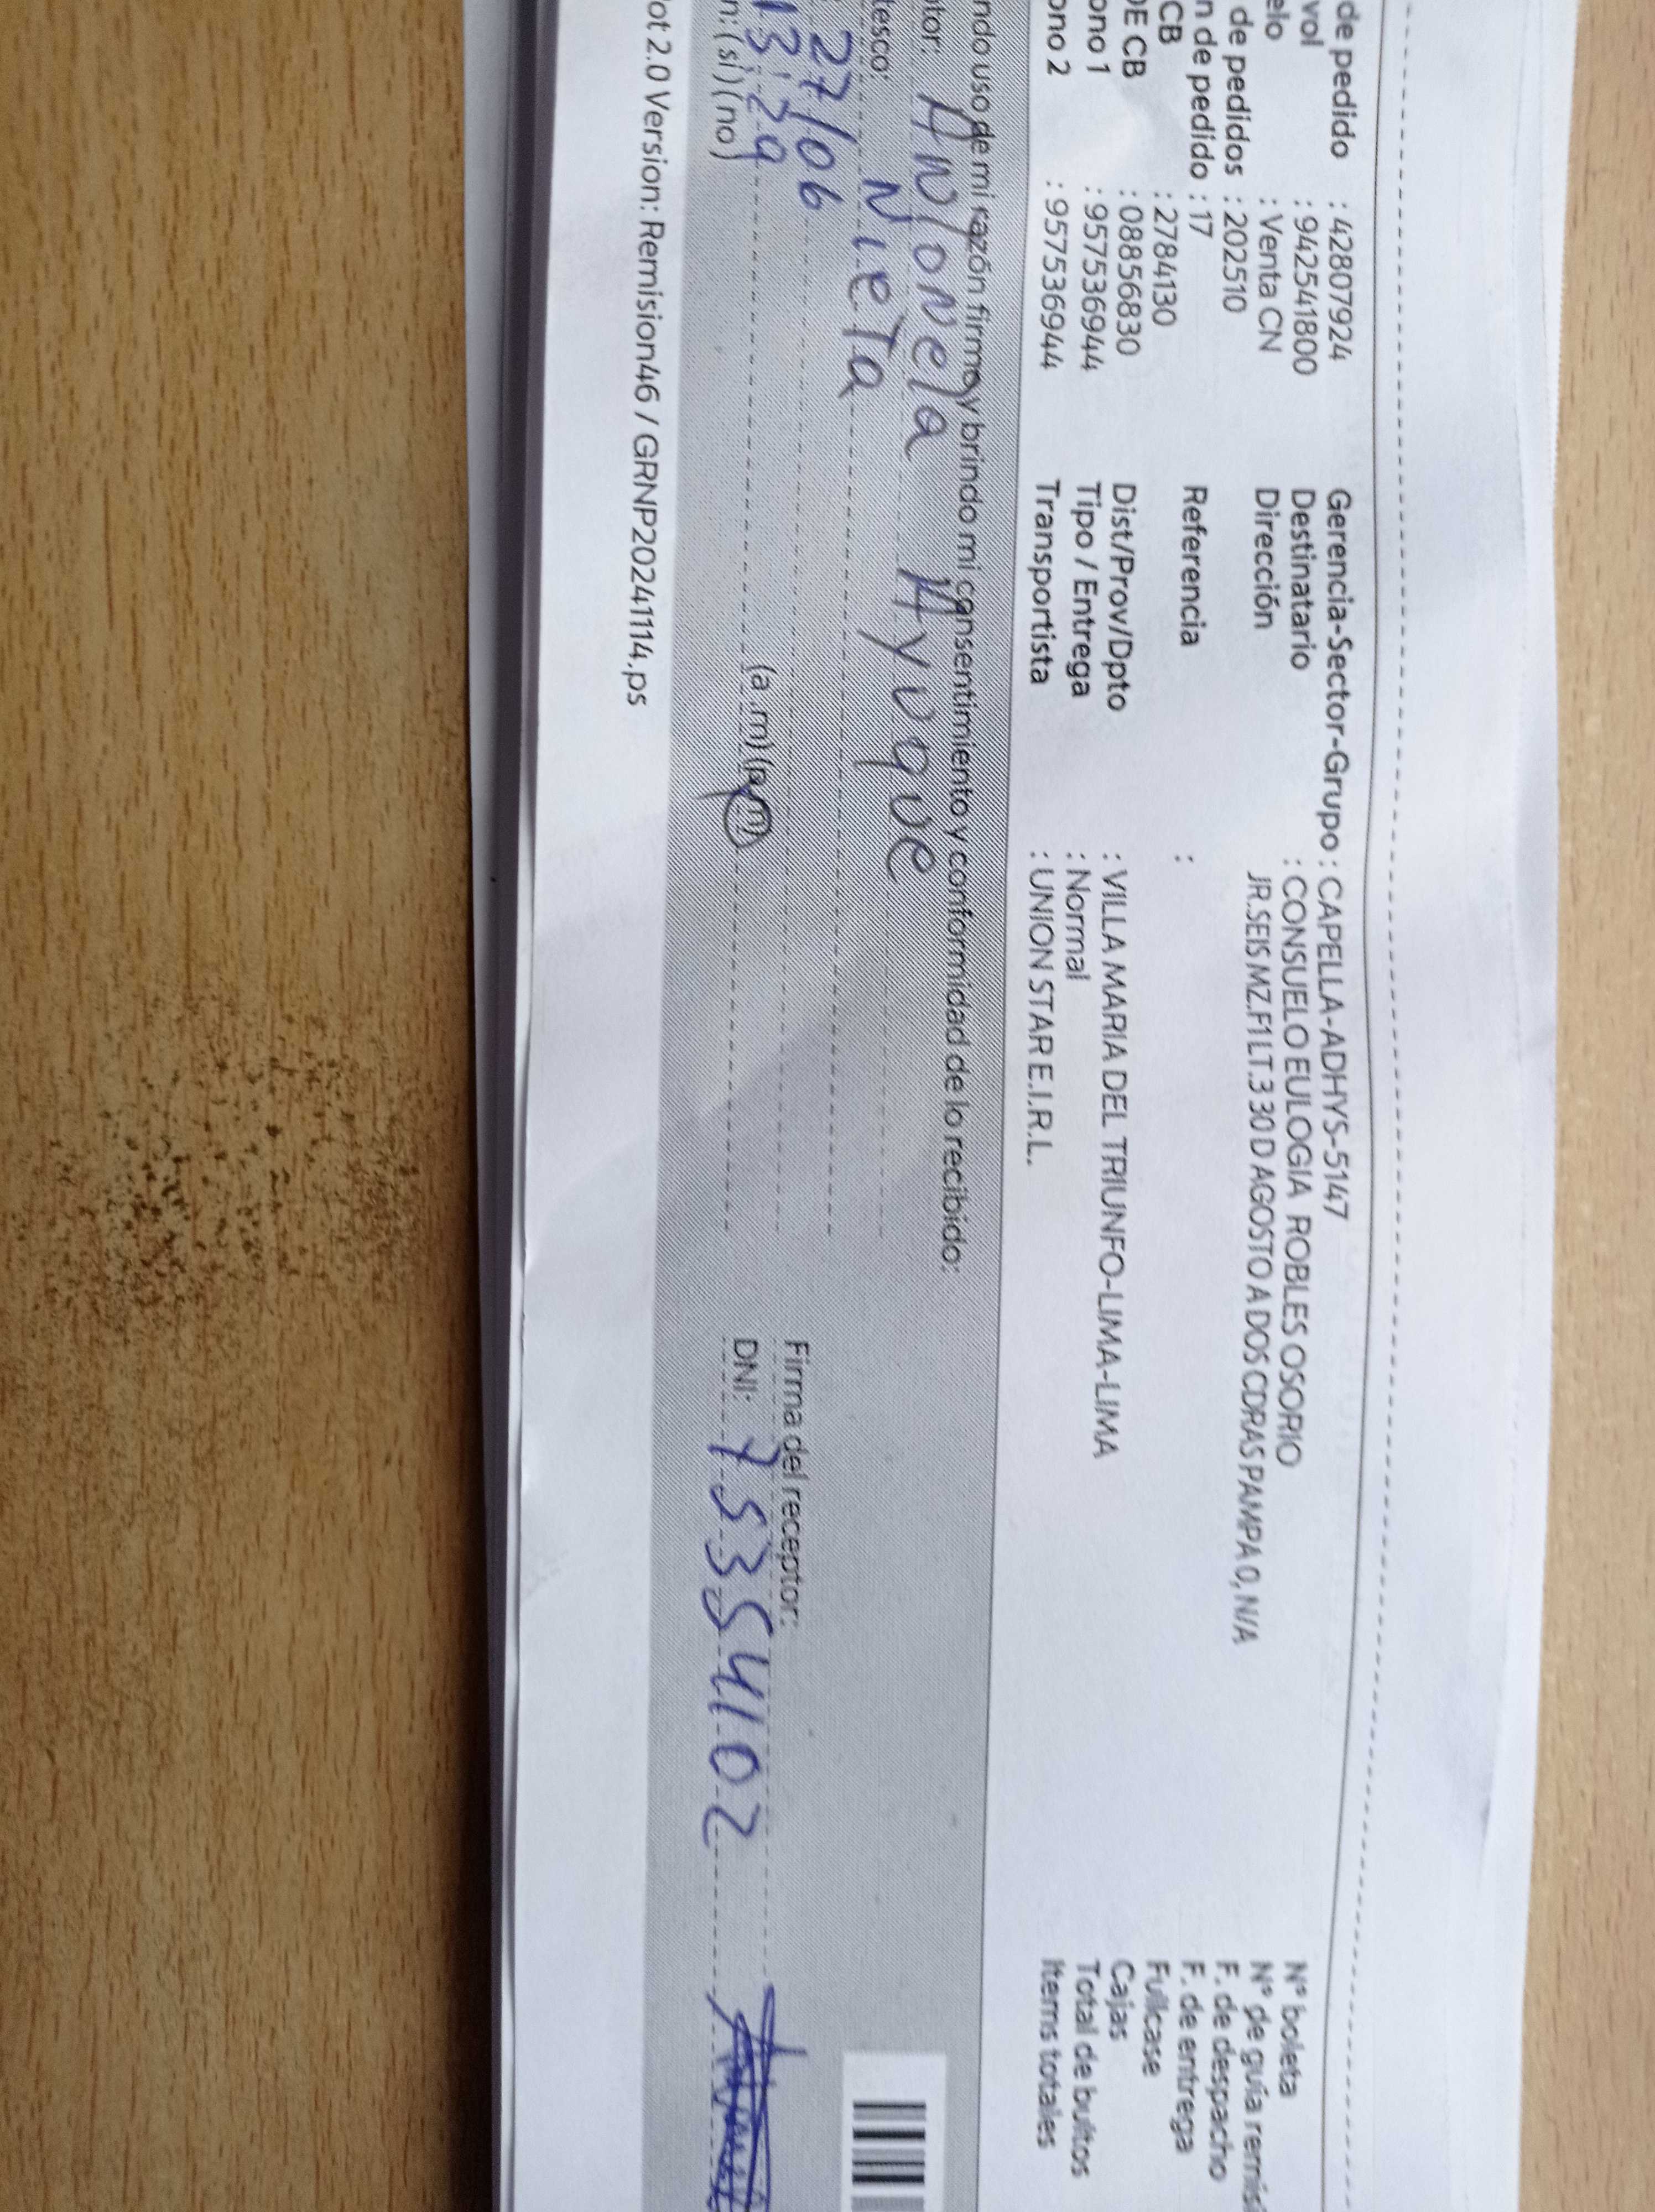 de pedido : 42807924
vol : 942541800
elo : Venta CN
de pedidos : 202510
n de pedido : 17
CB : 2784130
DE CB : 08856830
ono 1 : 957536944
ono 2 : 957536944
Gerencia-Sector-Grupo : CAPELLA-ADHYS-5147
Destinatario : CONSUELO EULOGIA ROBLES OSORIO
Dirección JR.SEIS MZ.F1 LT.3 30 D AGOSTO A DOS CDRAS PAMPA 0, N/A
Referencia :
Dist/Prov/Dpto : VILLA MARIA DEL TRIUNFO-LIMA-LIMA
Tipo / Entrega : Normal
Transportista : UNION STAR E.I.R.L.
N° boleta
N° de guía remis
F. de despacho
F. de entrega
Fullcase
Cajas
Total de bultos
Items totales
ndo uso de mi razón firmo y brindo mi consentimiento y conformidad de lo recibido:
tor: Antonela Ayuque
tesco: Nieta
27/06
13:29 (a.m) (p.m)
n: (si) (no)
Firma del receptor:
DNI: 75354102
ot 2.0 Version: Remision46 / GRNP20241114.ps